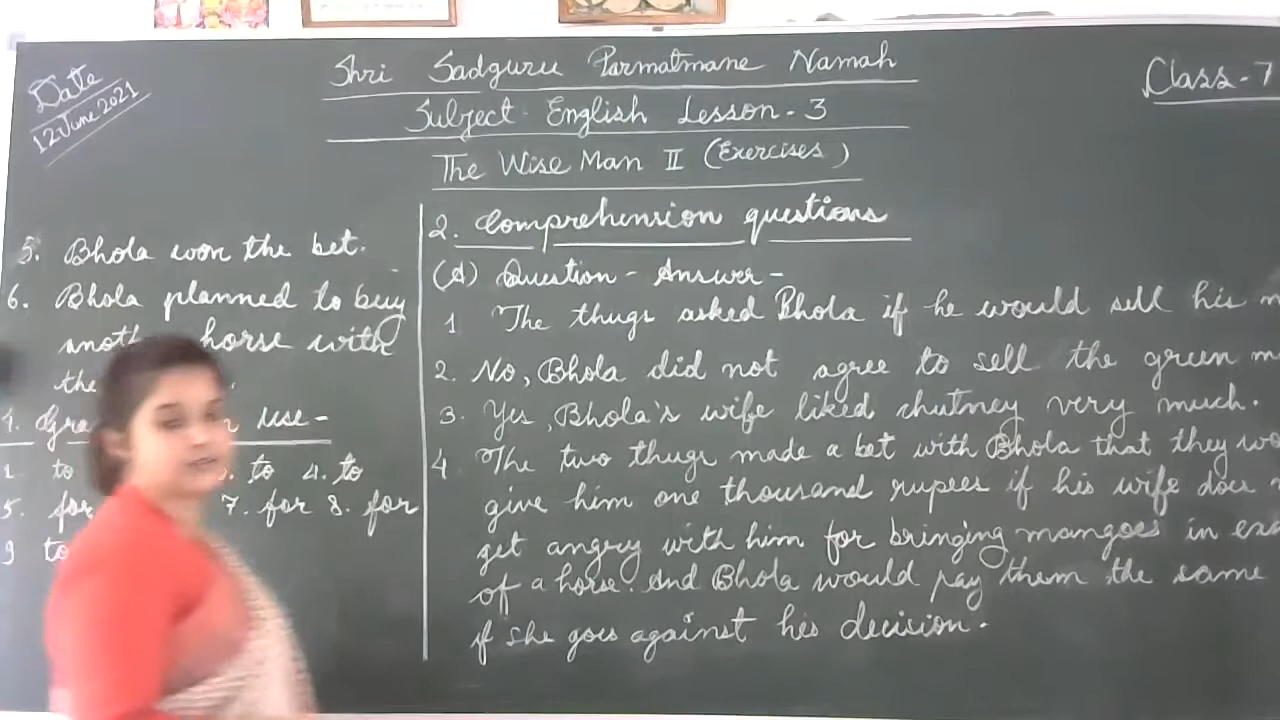 Date
12 June 2021
Shri Sadguru Parmatmane Namah
Class-7
Subject- English Lesson-3
The Wise Man II (Exercises)
5. Bhola won the bet.
6. Bhola planned to buy
horse with
the
use-
to 4. to
5. for 7. for 8. for
9 to
2. Comprehension questions
(A) Question - Answer-
1 The thugs asked Bhola if he would sell his
2. No, Bhola did not agree to sell the green
3. Yes, Bhola's wife liked chutney very much.
4 The two thugs made a bet with Bhola that they
give him one thousand rupees if his wife does
get angry with him for bringing mangoes in
of a horse. And Bhola would pay them the same
if she goes against his decision.